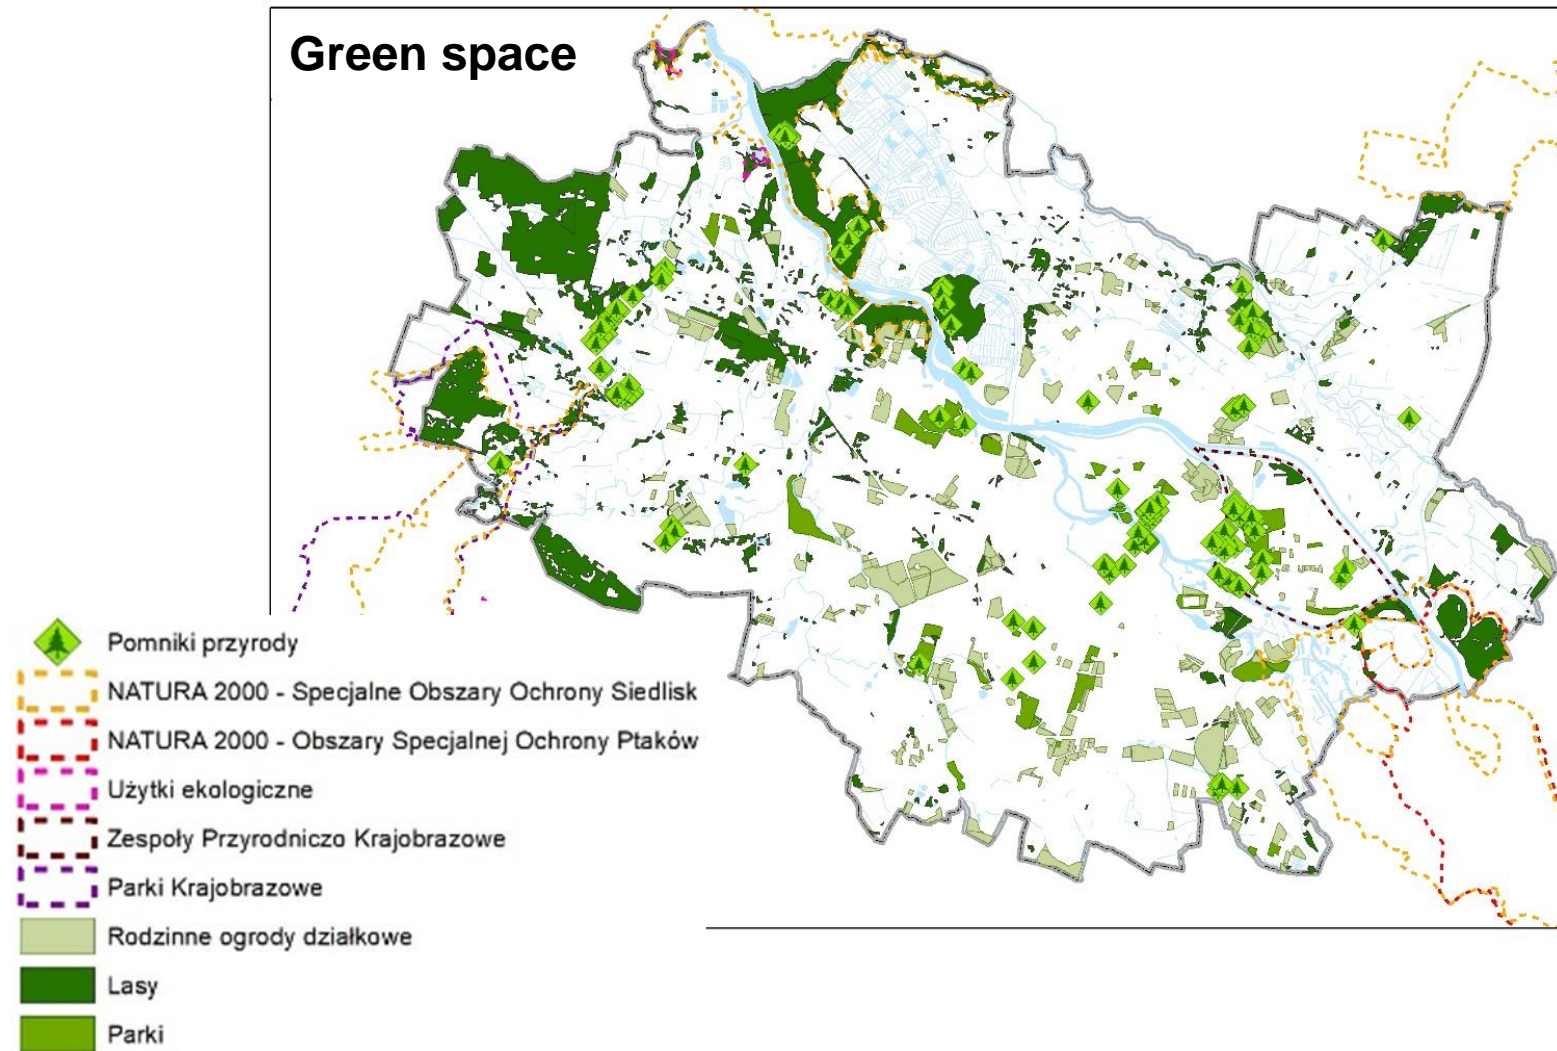 Green space
Pomniki przyrody
NATURA 2000 - Specjalne Obszary Ochrony Siedlisk
NATURA 2000 - Obszary Specjalnej Ochrony Ptaków
Użytki ekologiczne
Zespoły Przyrodniczo Krajobrazowe
Parki Krajobrazowe
Rodzinne ogrody działkowe
Lasy
Parki